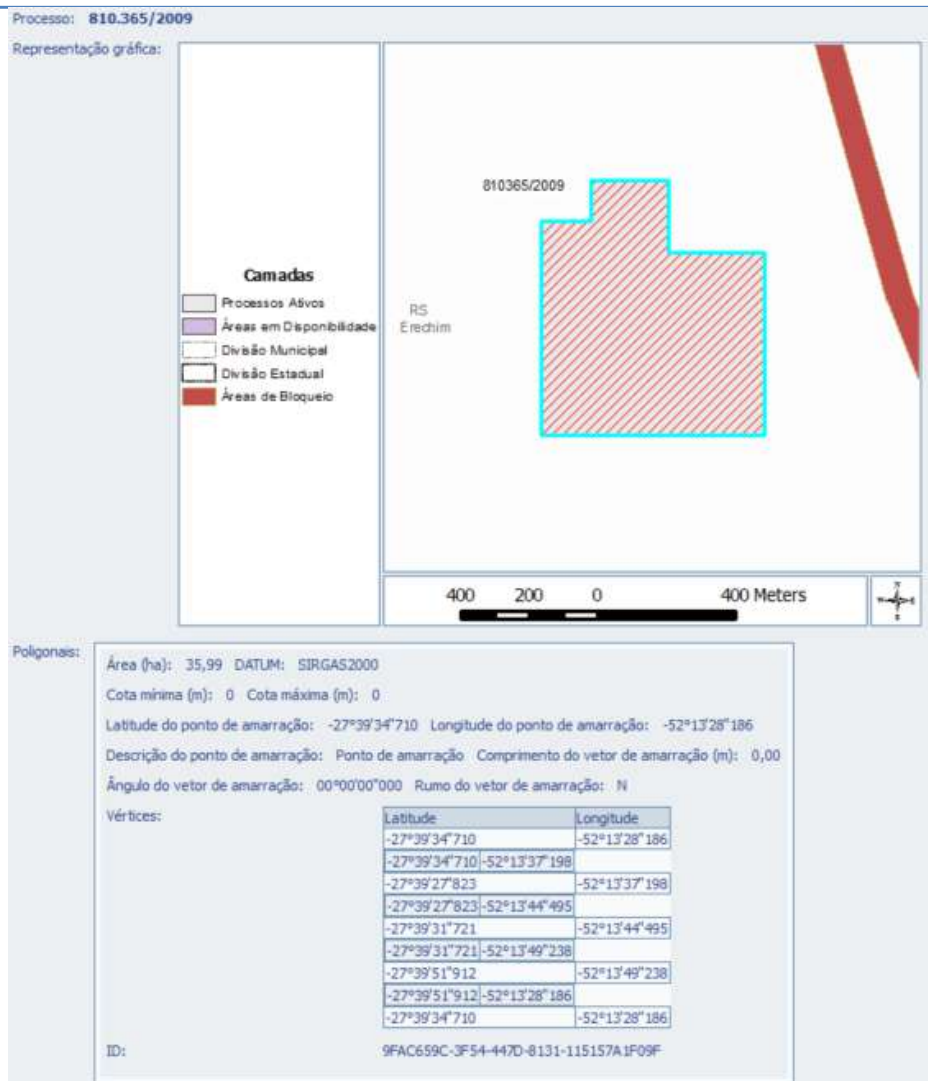 Processo: 810.365/2009
Representação gráfica:
Camadas
Processos Ativos
Áreas em Disponibilidade
Divisão Municipal
Divisão Estadual
Áreas de Bloqueio
810365/2009
RS
Erechim
400 200 0 400 Meters
N
W E
S
Poligonais:
Área (ha): 35,99 DATUM: SIRGAS2000
Cota mínima (m): 0 Cota máxima (m): 0
Latitude do ponto de amarração: -27°39'34"710 Longitude do ponto de amarração: -52°13'28"186
Descrição do ponto de amarração: Ponto de amarração Comprimento do vetor de amarração (m): 0,00
Ângulo do vetor de amarração: 00°00'00"000 Rumo do vetor de amarração: N
Vértices:
Latitude Longitude
-27°39'34"710 -52°13'28"186
-27°39'34"710 -52°13'37"198
-27°39'27"823 -52°13'37"198
-27°39'27"823 -52°13'44"495
-27°39'31"721 -52°13'44"495
-27°39'31"721 -52°13'49"238
-27°39'51"912 -52°13'49"238
-27°39'51"912 -52°13'28"186
-27°39'34"710 -52°13'28"186
ID: 9FAC659C-3F54-447D-8131-115157A1F09F